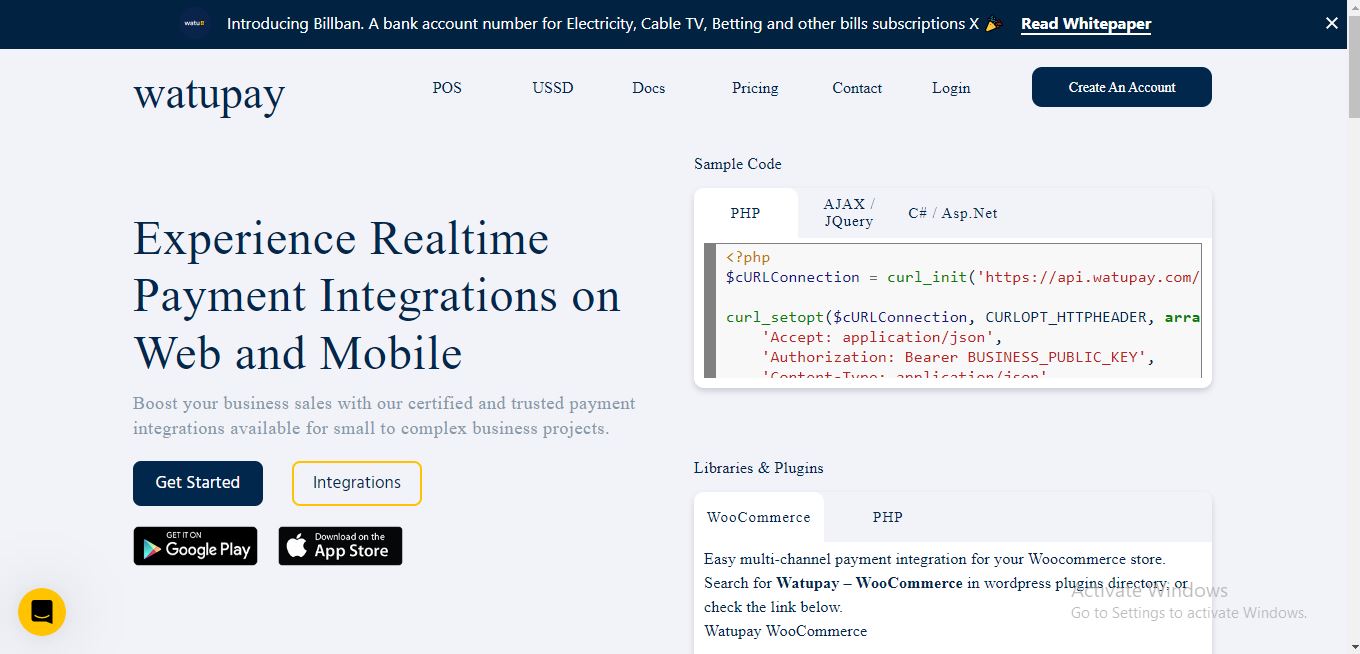 watu
Introducing Billban. A bank account number for Electricity, Cable TV, Betting and other bills subscriptions X 🎉 Read Whitepaper ✕
watupay
POS USSD Docs Pricing Contact Login Create An Account
Experience Realtime
Payment Integrations on
Web and Mobile
Boost your business sales with our certified and trusted payment
integrations available for small to complex business projects.
Get Started Integrations
GET IT ON
Google Play
Download on the
App Store
Sample Code
PHP
AJAX /
JQuery
C# / Asp.Net
<?php
$cURLConnection = curl_init('https://api.watupay.com/
curl_setopt($cURLConnection, CURLOPT_HTTPHEADER, arra
'Accept: application/json',
'Authorization: Bearer BUSINESS_PUBLIC_KEY',
'Content-Type: application/json'
Libraries & Plugins
WooCommerce PHP
Easy multi-channel payment integration for your Woocommerce store.
Search for Watupay – WooCommerce in wordpress plugins directory, or
check the link below.
Watupay WooCommerce
Activate Windows
Go to Settings to activate Windows.